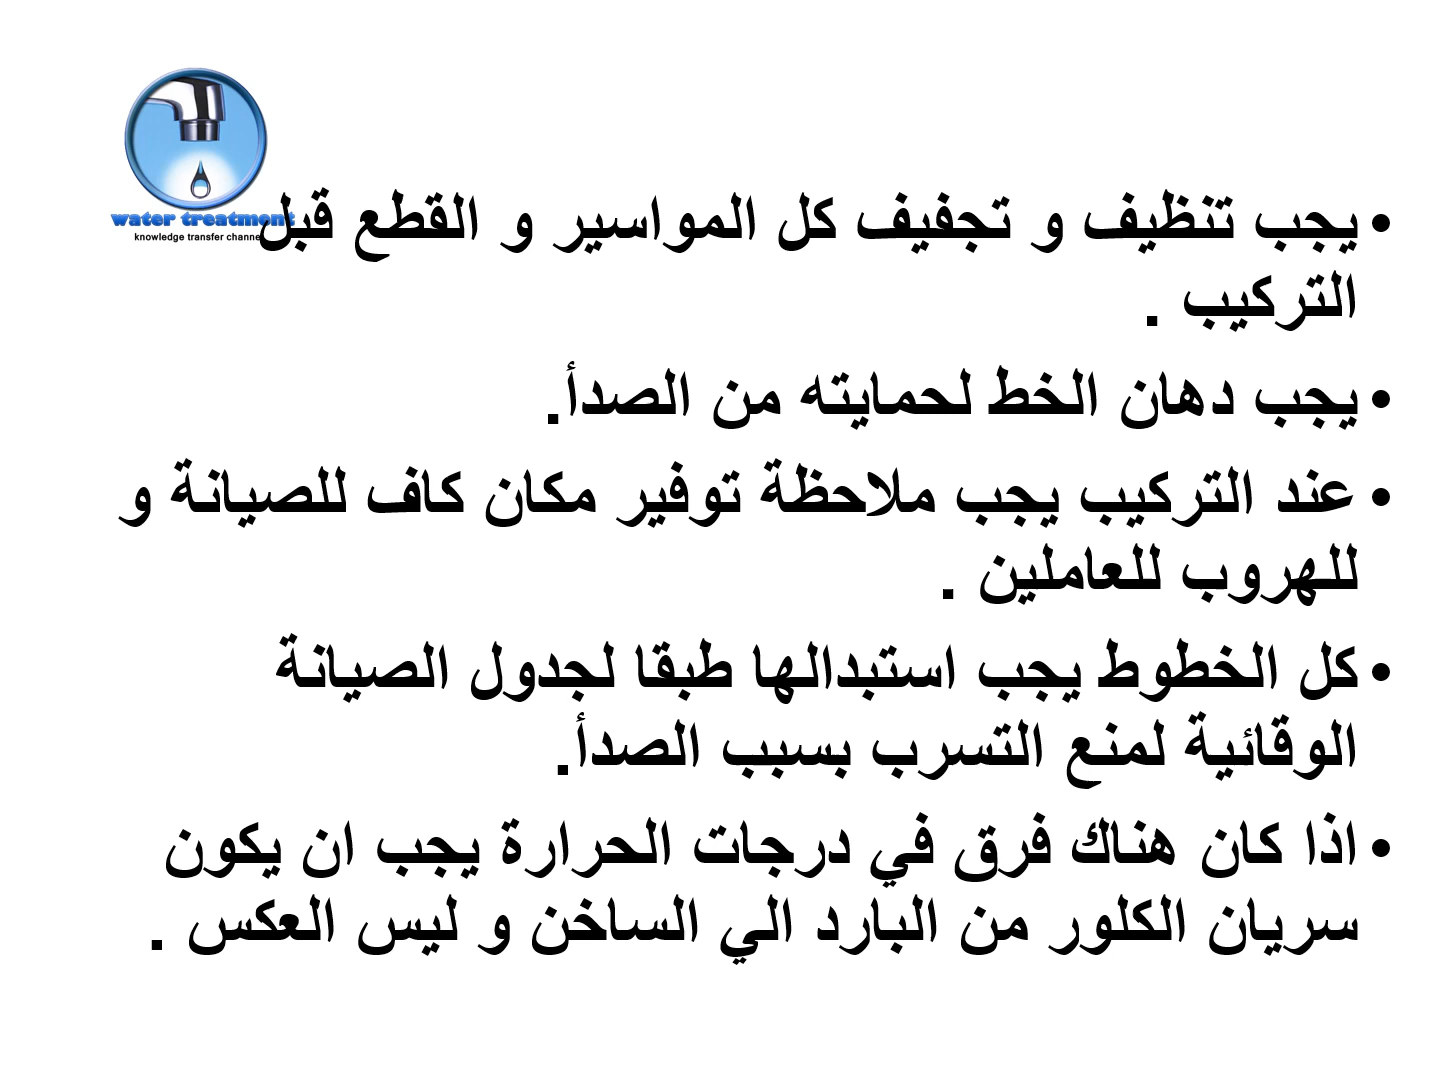 water treatment
knowledge transfer channel
• يجب تنظيف و تجفيف كل المواسير و القطع قبل
التركيب .
• يجب دهان الخط لحمايته من الصدأ.
• عند التركيب يجب ملاحظة توفير مكان كاف للصيانة و
للهروب للعاملين .
• كل الخطوط يجب استبدالها طبقا لجدول الصيانة
الوقائية لمنع التسرب بسبب الصدأ.
• اذا كان هناك فرق في درجات الحرارة يجب ان يكون
سريان الكلور من البارد الي الساخن و ليس العكس .